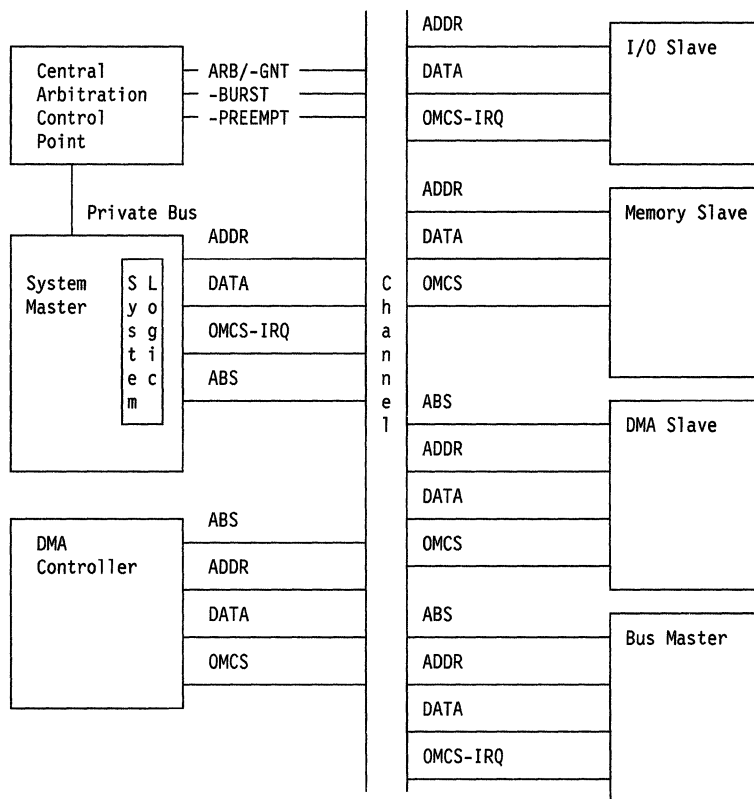 Central
Arbitration
Control
Point
ARB/-GNT
-BURST
-PREEMPT
Private Bus
System
Master
System
Logic
ADDR
DATA
OMCS-IRQ
ABS
DMA
Controller
ABS
ADDR
DATA
OMCS
Channel
ADDR
DATA
OMCS-IRQ
I/O Slave
ADDR
DATA
OMCS
Memory Slave
ABS
ADDR
DATA
OMCS
DMA Slave
ABS
ADDR
DATA
OMCS-IRQ
Bus Master